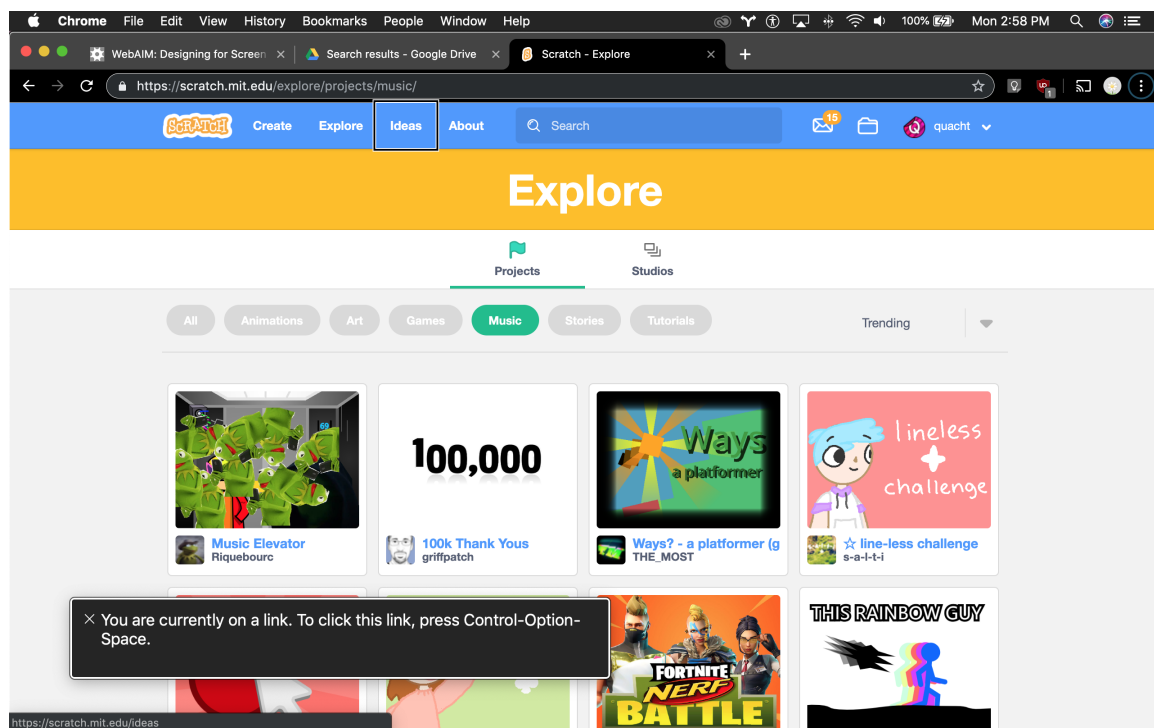 Chrome File Edit View History Bookmarks People Window Help 100% Mon 2:58 PM
WebAIM: Designing for Screen Search results - Google Drive Scratch - Explore
https://scratch.mit.edu/explore/projects/music/
SCRATCH Create Explore Ideas About Search 15 quacht
Explore
Projects Studios
All Animations Art Games Music Stories Tutorials Trending
69
100,000
Ways
a platformer
lineless
+
challenge
Music Elevator
Riquebourc
100k Thank Yous
griffpatch
Ways? - a platformer (g
THE_MOST
☆ line-less challenge
s-a-l-t-i
You are currently on a link. To click this link, press Control-Option-
Space.
FORTNITE
NERF
BATTLE
THIS RAINBOW GUY
https://scratch.mit.edu/ideas